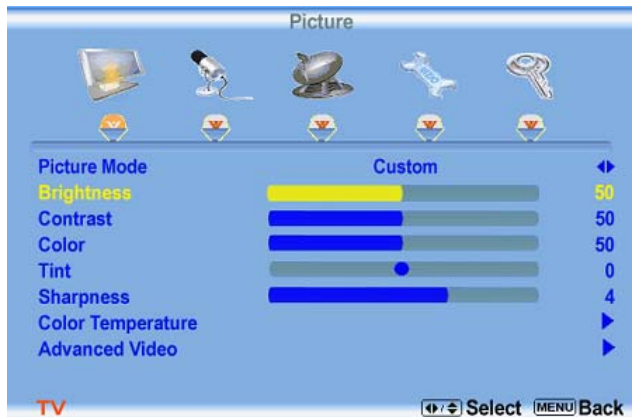 Picture
Picture Mode Custom
Brightness 50
Contrast 50
Color 50
Tint 0
Sharpness 4
Color Temperature
Advanced Video
TV Select MENU Back